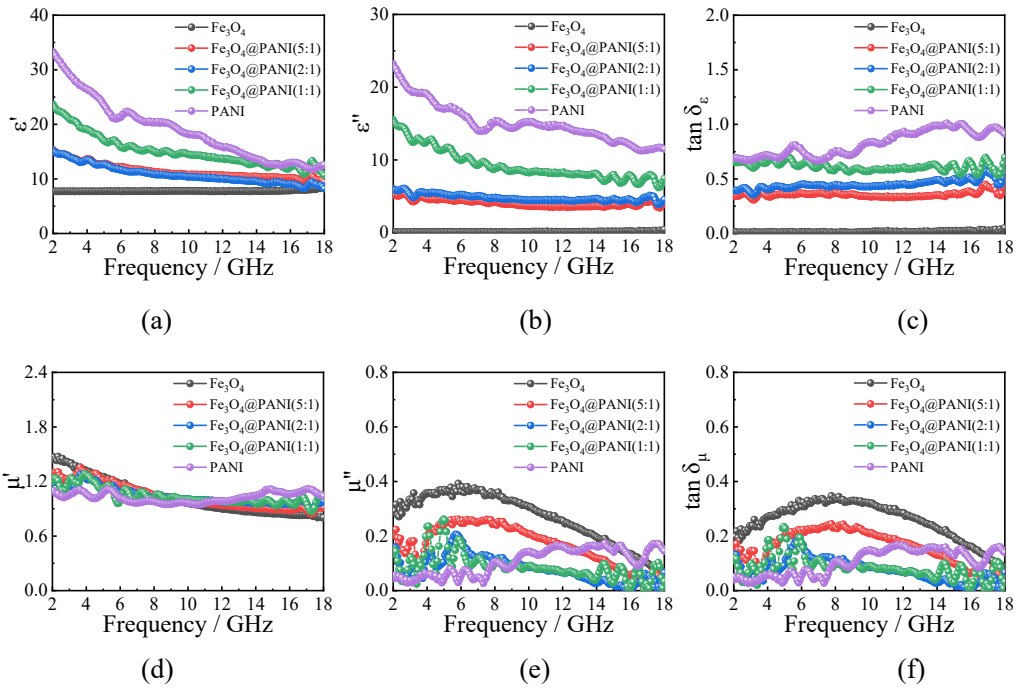 40
30
20
10
0
ε'
2 4 6 8 10 12 14 16 18
Frequency / GHz
Fe₃O₄
Fe₃O₄@PANI(5:1)
Fe₃O₄@PANI(2:1)
Fe₃O₄@PANI(1:1)
PANI
(a)
30
20
10
0
ε''
2 4 6 8 10 12 14 16 18
Frequency / GHz
Fe₃O₄
Fe₃O₄@PANI(5:1)
Fe₃O₄@PANI(2:1)
Fe₃O₄@PANI(1:1)
PANI
(b)
2.0
1.5
1.0
0.5
0.0
tan δε
2 4 6 8 10 12 14 16 18
Frequency / GHz
Fe₃O₄
Fe₃O₄@PANI(5:1)
Fe₃O₄@PANI(2:1)
Fe₃O₄@PANI(1:1)
PANI
(c)
2.4
1.8
1.2
0.6
0.0
μ'
2 4 6 8 10 12 14 16 18
Frequency / GHz
Fe₃O₄
Fe₃O₄@PANI(5:1)
Fe₃O₄@PANI(2:1)
Fe₃O₄@PANI(1:1)
PANI
(d)
0.8
0.6
0.4
0.2
0.0
μ''
2 4 6 8 10 12 14 16 18
Frequency / GHz
Fe₃O₄
Fe₃O₄@PANI(5:1)
Fe₃O₄@PANI(2:1)
Fe₃O₄@PANI(1:1)
PANI
(e)
0.8
0.6
0.4
0.2
0.0
tan δμ
2 4 6 8 10 12 14 16 18
Frequency / GHz
Fe₃O₄
Fe₃O₄@PANI(5:1)
Fe₃O₄@PANI(2:1)
Fe₃O₄@PANI(1:1)
PANI
(f)